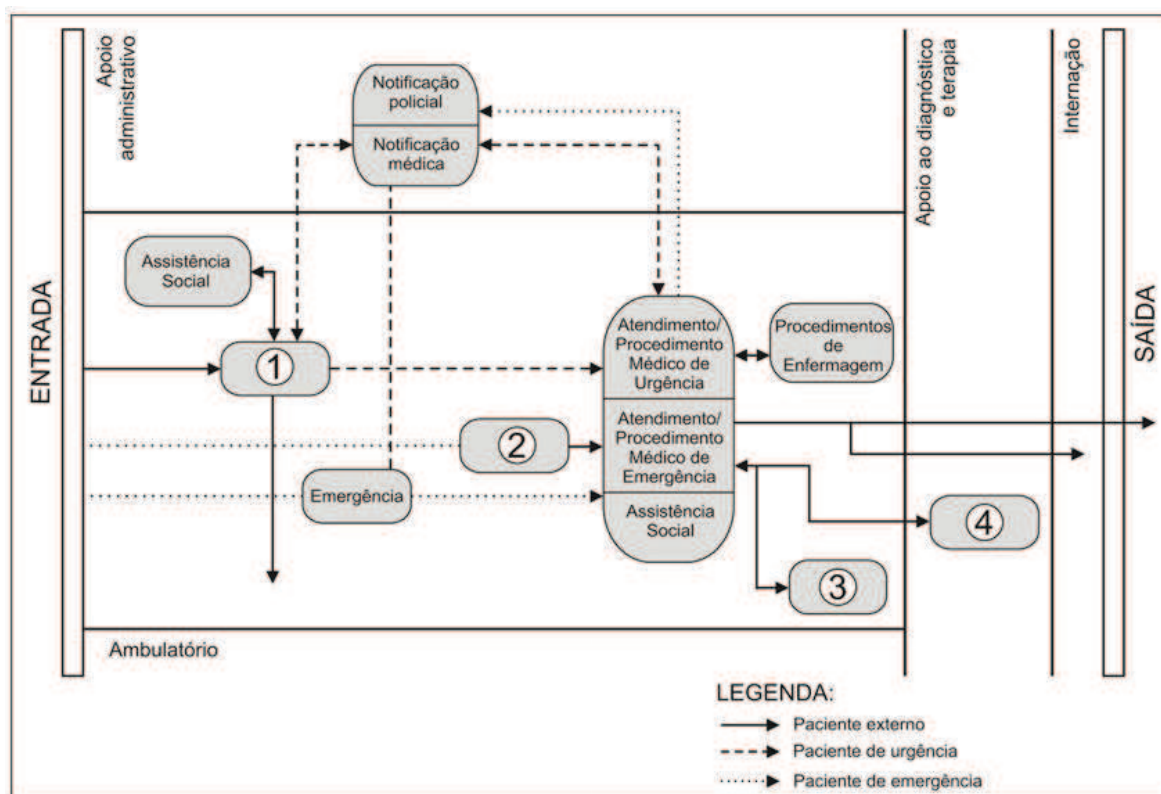 Apoio
administrativo
Notificação
policial
Notificação
médica
Apoio ao diagnóstico
e terapia
Internação
ENTRADA
SAÍDA
Assistência
Social
1
Atendimento/
Procedimento
Médico de
Urgência
Procedimentos
de
Enfermagem
2
Atendimento/
Procedimento
Médico de
Emergência
Emergência
Assistência
Social
4
3
Ambulatório
LEGENDA:
Paciente externo
Paciente de urgência
Paciente de emergência